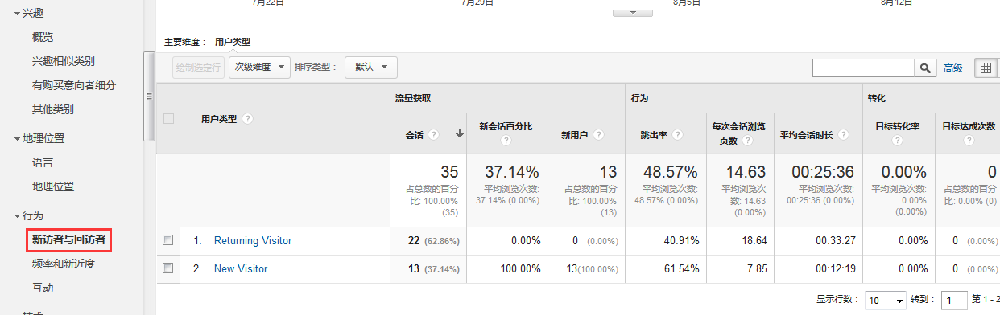 兴趣
概览
兴趣相似类别
有购买意向者细分
其他类别
地理位置
语言
地理位置
行为
新访者与回访者
频率和新近度
互动
7月22日 7月29日 8月5日 8月12日
主要维度： 用户类型
绘制选定行 次级维度 排序类型： 默认 高级
用户类型 ? 流量获取 行为 转化
会话 ? 新会话百分比 ? 新用户 ? 跳出率 ? 每次会话浏览页数 ? 平均会话时长 ? 目标转化率 ? 目标达成次数 ?
35 37.14% 13 48.57% 14.63 00:25:36 0.00% 0
占总数的百分比: 100.00% (35)
平均浏览次数: 37.14% (0.00%)
占总数的百分比: 100.00% (13)
平均浏览次数: 48.57% (0.00%)
平均浏览次数: 14.63 (0.00%)
平均浏览次数: 00:25:36 (0.00%)
平均浏览次数: 0.00% (0.00%)
占总数的百分比: 0.00% (0)
1. Returning Visitor 22 (62.86%) 0.00% 0 (0.00%) 40.91% 18.64 00:33:27 0.00% 0 (0.00%)
2. New Visitor 13 (37.14%) 100.00% 13(100.00%) 61.54% 7.85 00:12:19 0.00% 0 (0.00%)
显示行数： 10 转到： 1 第 1 - 2